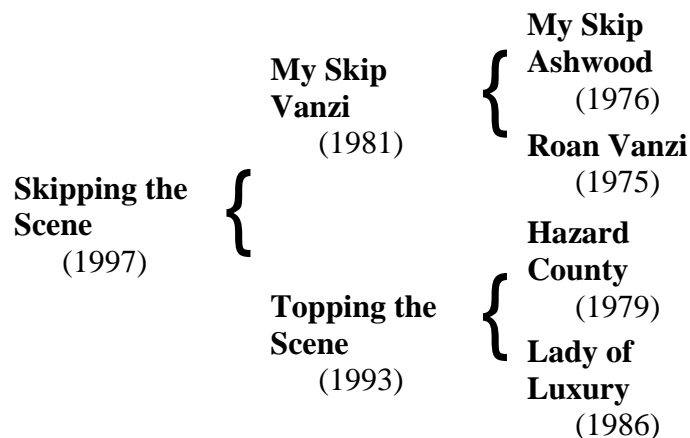 Skipping the
Scene
(1997)
{
My Skip
Vanzi
(1981)
{
My Skip
Ashwood
(1976)
Roan Vanzi
(1975)
Topping the
Scene
(1993)
{
Hazard
County
(1979)
Lady of
Luxury
(1986)